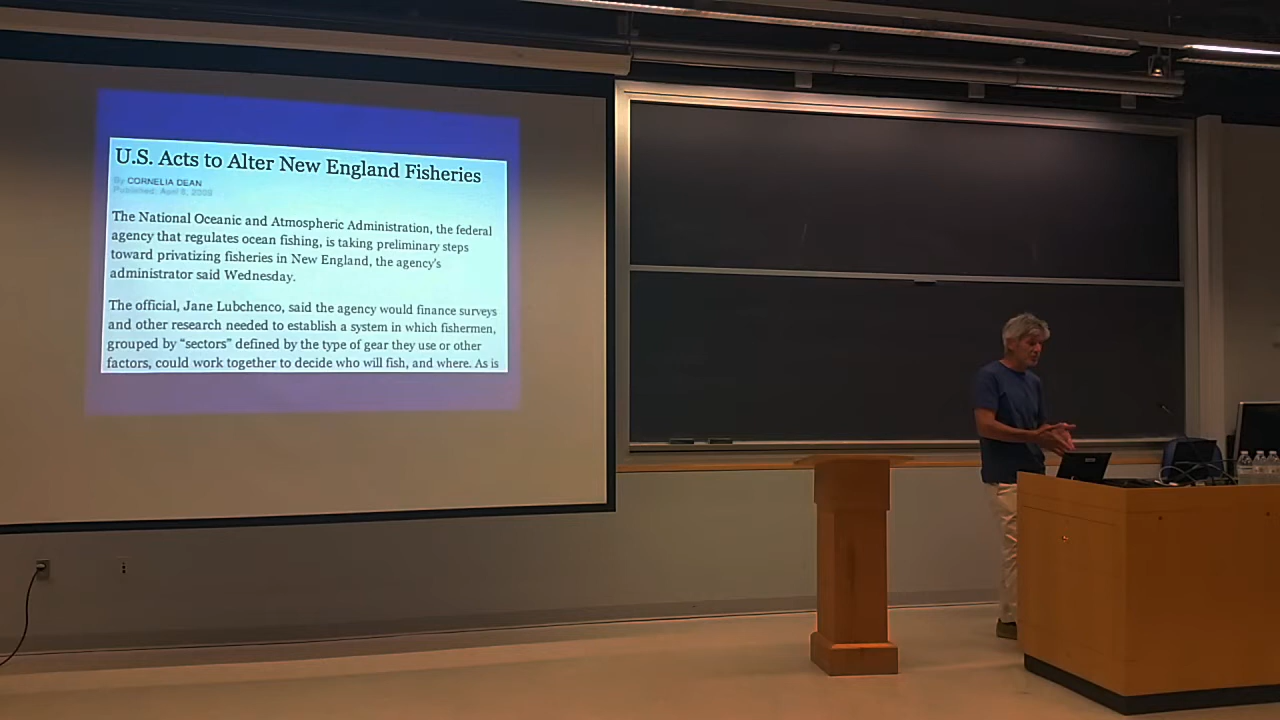 U.S. Acts to Alter New England Fisheries
By CORNELIA DEAN
Published: April 8, 2009
The National Oceanic and Atmospheric Administration, the federal
agency that regulates ocean fishing, is taking preliminary steps
toward privatizing fisheries in New England, the agency's
administrator said Wednesday.
The official, Jane Lubchenco, said the agency would finance surveys
and other research needed to establish a system in which fishermen,
grouped by “sectors” defined by the type of gear they use or other
factors, could work together to decide who will fish, and where. As is